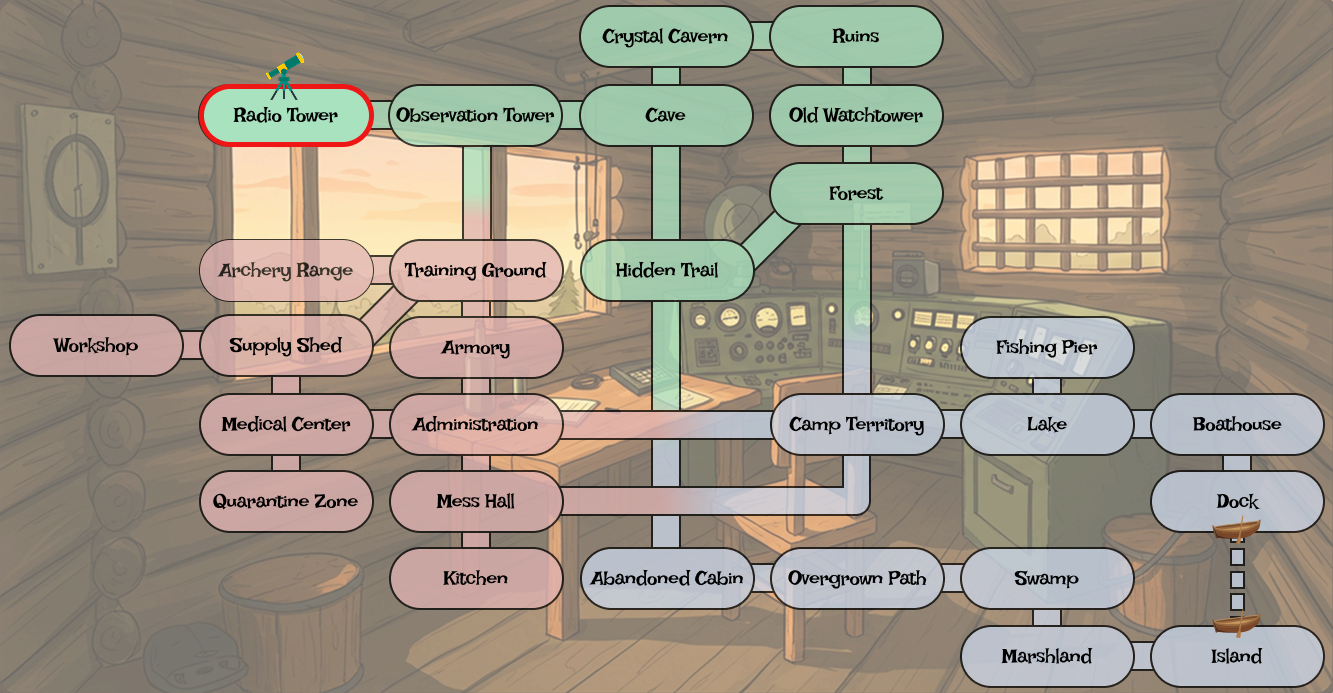 Crystal Cavern
Ruins
Radio Tower
Observation Tower
Cave
Old Watchtower
Forest
Archery Range
Training Ground
Hidden Trail
Workshop
Supply Shed
Armory
Fishing Pier
Medical Center
Administration
Camp Territory
Lake
Boathouse
Quarantine Zone
Mess Hall
Dock
Kitchen
Abandoned Cabin
Overgrown Path
Swamp
Marshland
Island